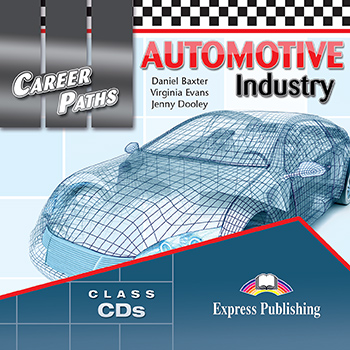 CAREER
PATHS
AUTOMOTIVE
Industry
Daniel Baxter
Virginia Evans
Jenny Dooley
CLASS
CDs
Express Publishing